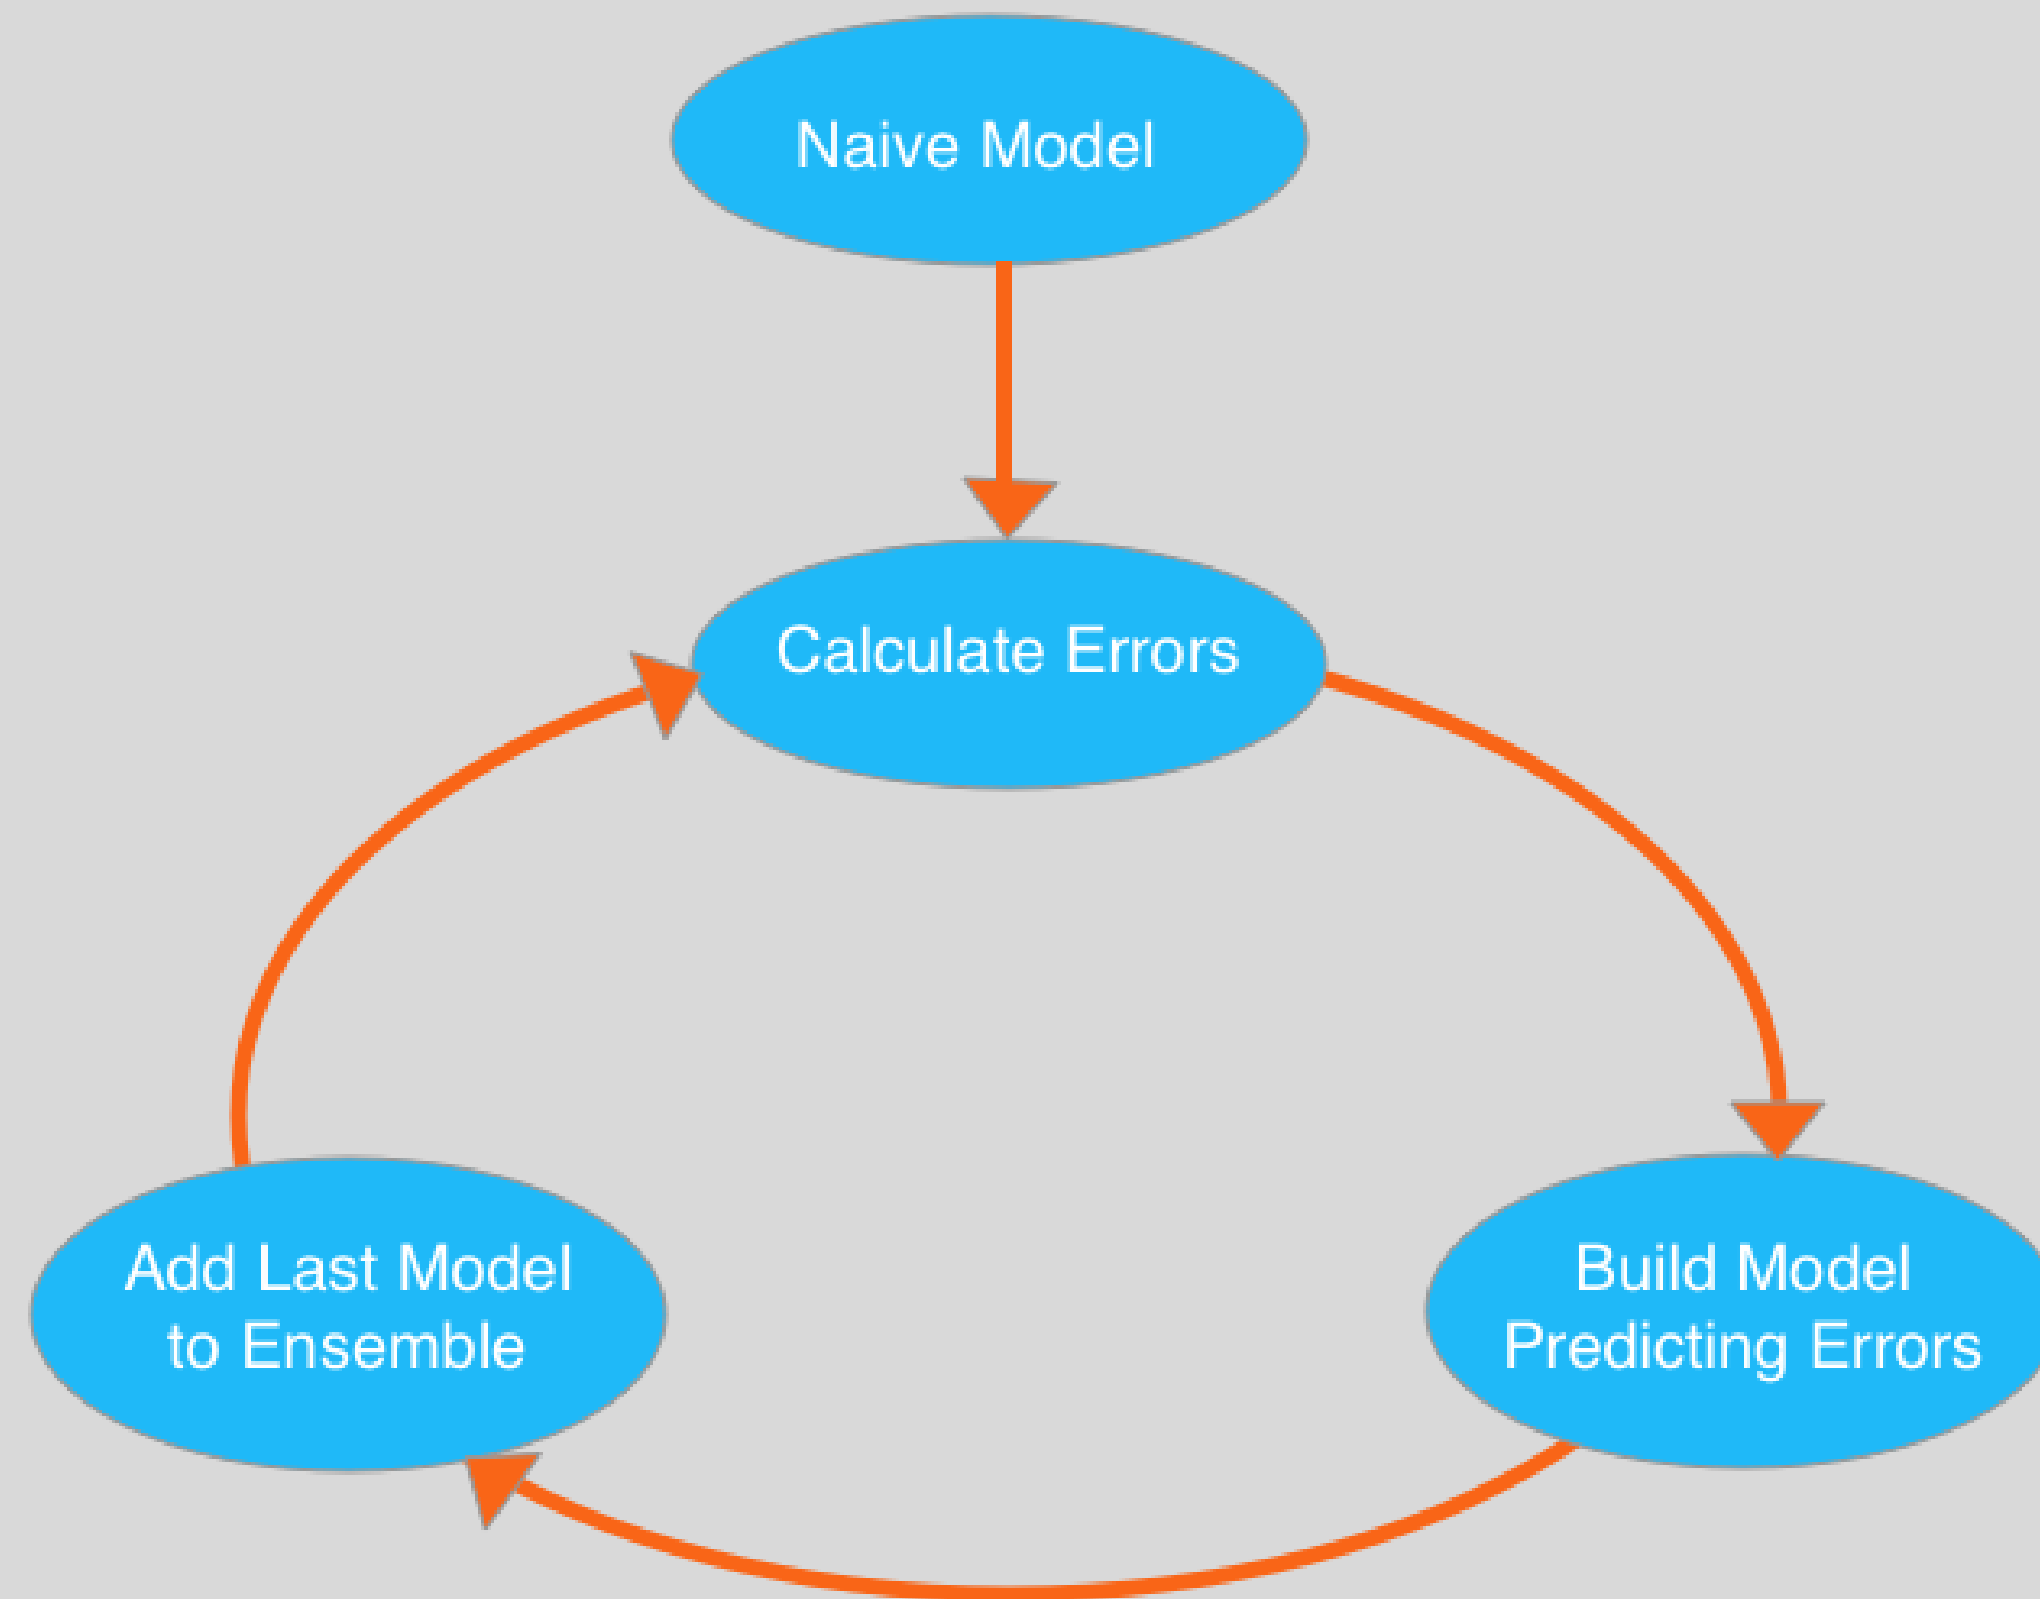 Naive Model
Calculate Errors
Add Last Model
to Ensemble
Build Model
Predicting Errors